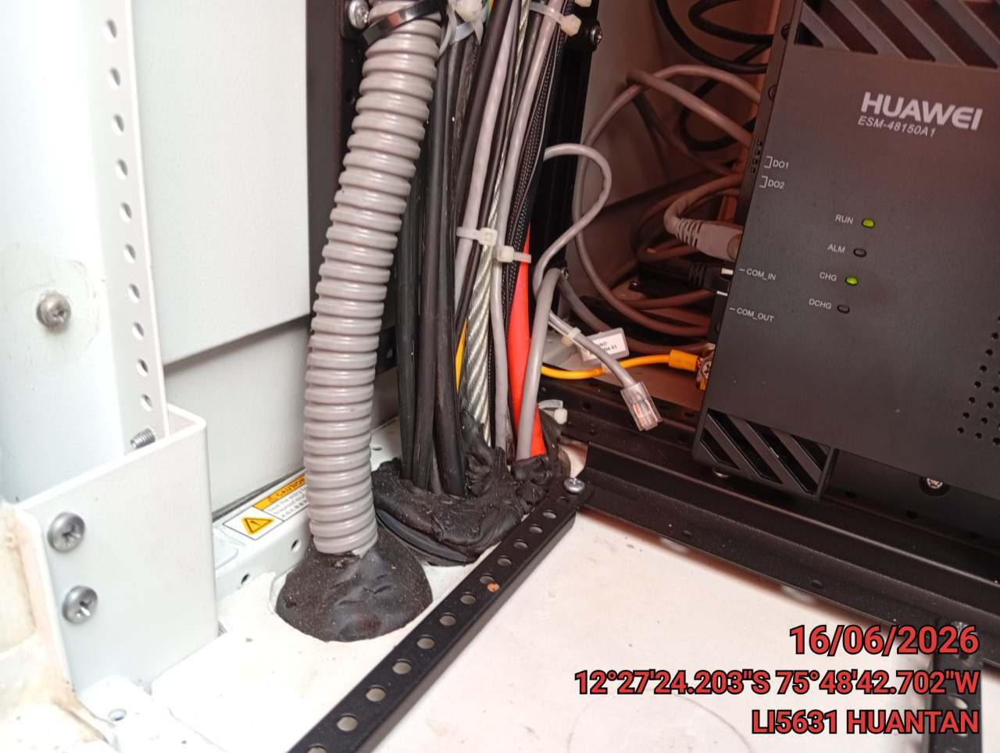 HUAWEI
ESM-48150A1
DO1
DO2
RUN
ALM
COM_IN
CHG
DCHG
COM_OUT
CAUTION
16/06/2026
12°27'24.203"S 75°48'42.702"W
LI5631 HUANTAN